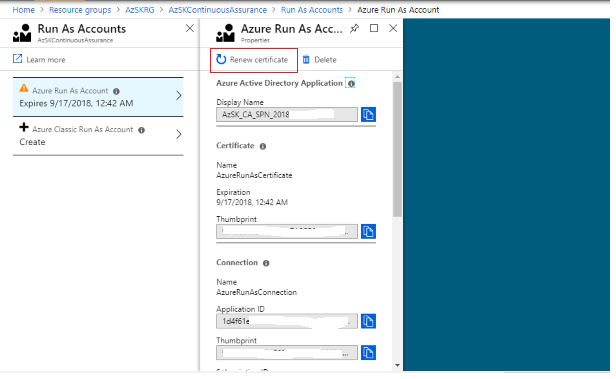 Home > Resource groups > AzSKRG > AzSKContinuousAssurance > Run As Accounts > Azure Run As Account
Run As Accounts
AzSKContinuousAssurance
Learn more
Azure Run As Account
Expires 9/17/2018, 12:42 AM
Azure Classic Run As Account
Create
Azure Run As Acc...
Properties
Renew certificate
Delete
Azure Active Directory Application
Display Name
AzSK_CA_SPN_2018
Certificate
Name
AzureRunAsCertificate
Expiration
9/17/2018, 12:42 AM
Thumbprint
Connection
Name
AzureRunAsConnection
Application ID
1d4f61e
Thumbprint